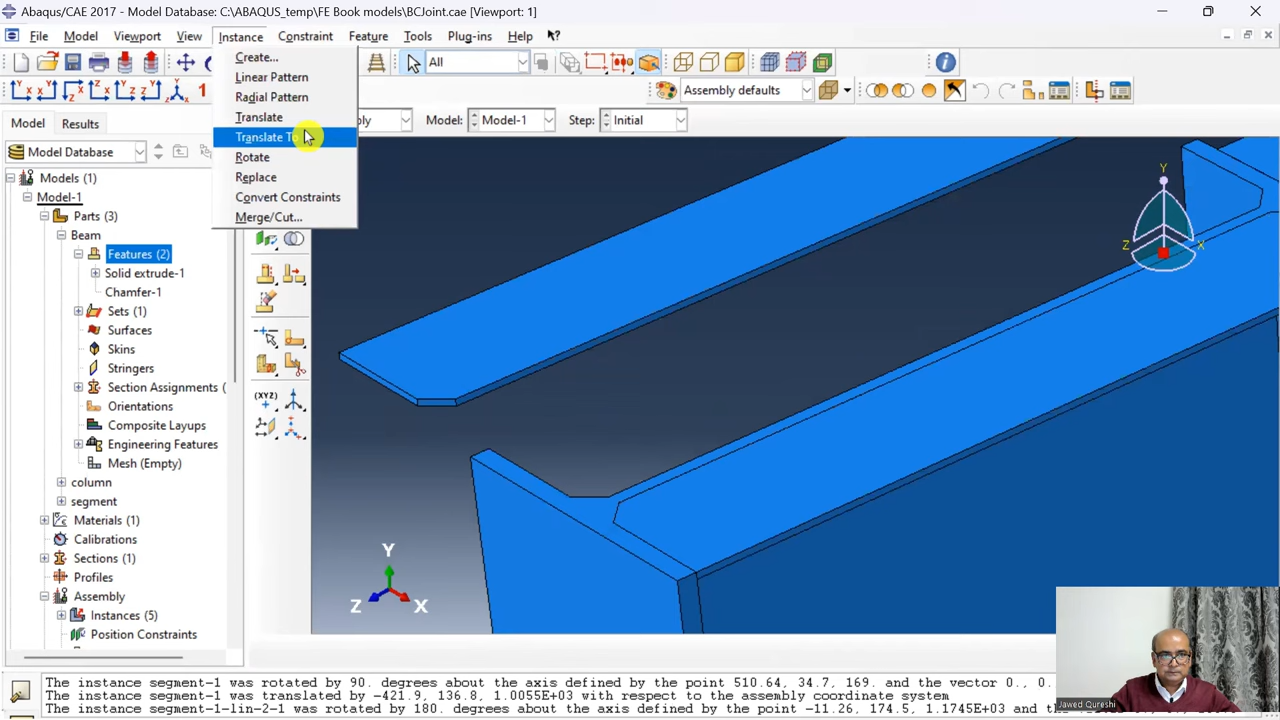 Abaqus/CAE 2017 - Model Database: C:\ABAQUS_temp\FE Book models\BCJoint.cae [Viewport: 1]
File Model Viewport View Instance Constraint Feature Tools Plug-ins Help
All
Assembly defaults
Model: Model-1 Step: Initial
Model Results
Model Database
Create...
Linear Pattern
Radial Pattern
Translate
Translate To
Rotate
Replace
Convert Constraints
Merge/Cut...
Models (1)
Model-1
Parts (3)
Beam
Features (2)
Solid extrude-1
Chamfer-1
Sets (1)
Surfaces
Skins
Stringers
Section Assignments (
Orientations
Composite Layups
Engineering Features
Mesh (Empty)
column
segment
Materials (1)
Calibrations
Sections (1)
Profiles
Assembly
Instances (5)
Position Constraints
(XYZ)
Y
Z
X
Y
Z
X
The instance segment-1 was rotated by 90. degrees about the axis defined by the point 510.64, 34.7, 169. and the vector 0., 0.
The instance segment-1 was translated by -421.9, 136.8, 1.0055E+03 with respect to the assembly coordinate system
The instance segment-1-lin-2-1 was rotated by 180. degrees about the axis defined by the point -11.26, 174.5, 1.1745E+03 and th
Jawed Qureshi